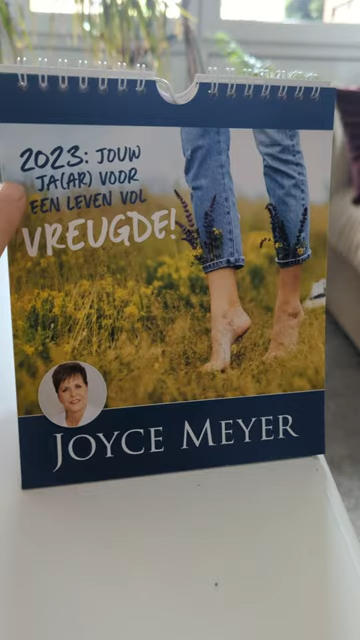 2023: JOUW
JA(AR) VOOR
EEN LEVEN VOL
VREUGDE!
JOYCE MEYER